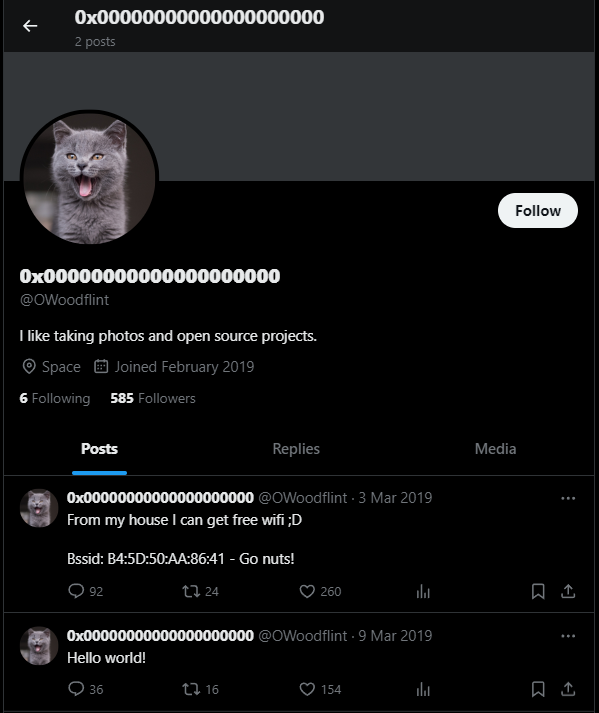 0x00000000000000000000
2 posts
Follow
0x00000000000000000000
@OWoodflint
I like taking photos and open source projects.
Space Joined February 2019
6 Following 585 Followers
Posts Replies Media
0x00000000000000000000 @OWoodflint · 3 Mar 2019
From my house I can get free wifi ;D
Bssid: B4:5D:50:AA:86:41 - Go nuts!
92 24 260
0x00000000000000000000 @OWoodflint · 9 Mar 2019
Hello world!
36 16 154